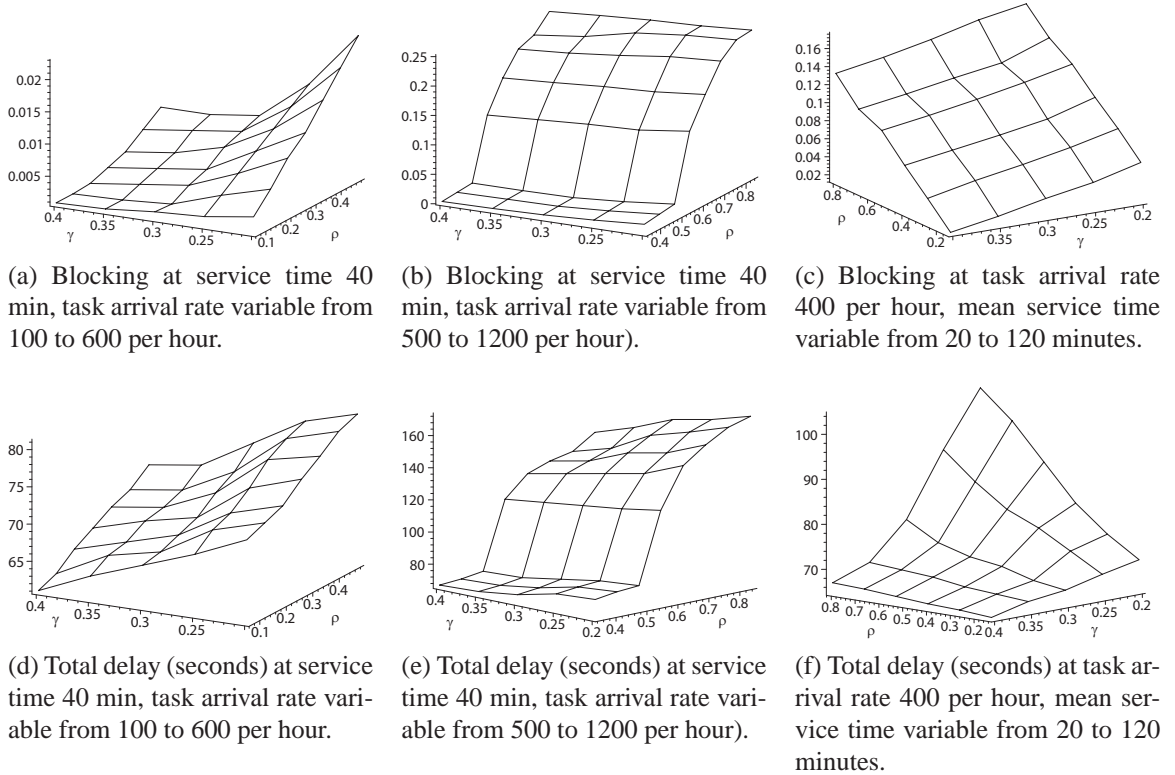 0.02
0.015
0.01
0.005
0.4
0.35
0.3
0.25
0.1
0.2
0.3
0.4
γ
ρ
0.25
0.2
0.15
0.1
0.05
0
0.4
0.35
0.3
0.25
0.4
0.5
0.6
0.7
0.8
γ
ρ
0.16
0.14
0.12
0.1
0.08
0.06
0.04
0.02
0.8
0.6
0.4
0.2
0.4
0.35
0.3
0.25
0.2
ρ
γ
(a) Blocking at service time 40
min, task arrival rate variable from
100 to 600 per hour.
(b) Blocking at service time 40
min, task arrival rate variable from
500 to 1200 per hour).
(c) Blocking at task arrival rate
400 per hour, mean service time
variable from 20 to 120 minutes.
80
75
70
65
0.4
0.35
0.3
0.25
0.1
0.2
0.3
0.4
γ
ρ
160
140
120
100
80
0.4
0.35
0.3
0.25
0.2
0.4
0.5
0.6
0.7
0.8
γ
ρ
100
90
80
70
0.8
0.7
0.6
0.5
0.4
0.3
0.2
0.4
0.35
0.3
0.25
0.2
ρ
γ
(d) Total delay (seconds) at service
time 40 min, task arrival rate vari-
able from 100 to 600 per hour.
(e) Total delay (seconds) at service
time 40 min, task arrival rate vari-
able from 500 to 1200 per hour).
(f) Total delay (seconds) at task ar-
rival rate 400 per hour, mean ser-
vice time variable from 20 to 120
minutes.